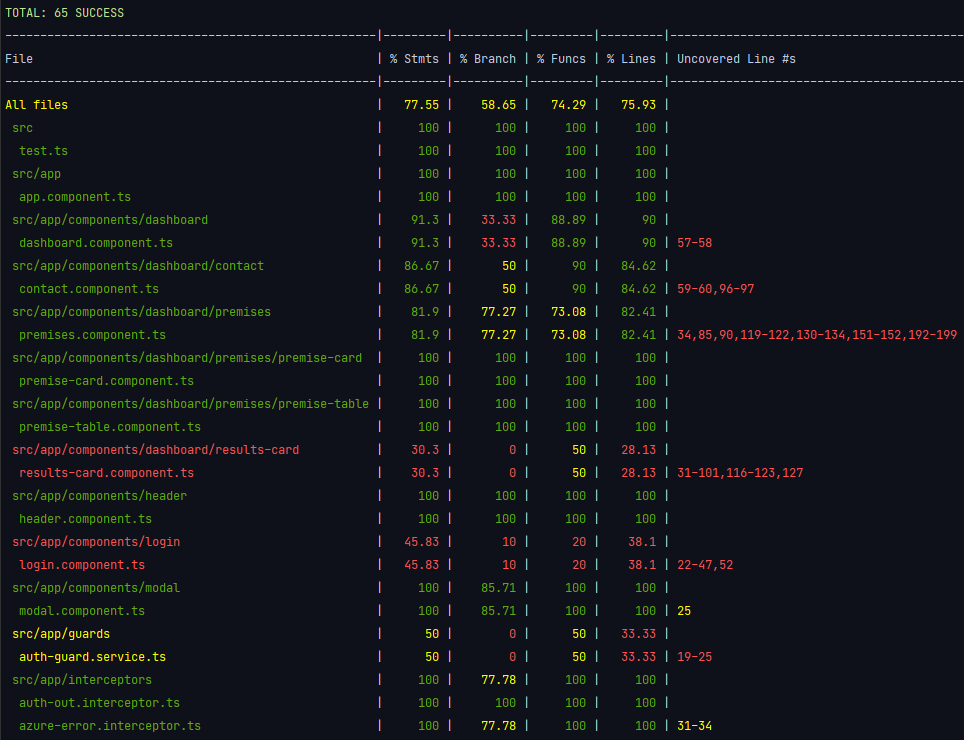 TOTAL: 65 SUCCESS
-----------------------------------------------------|---------|----------|---------|---------|------------------------------------------
File                                                 | % Stmts | % Branch | % Funcs | % Lines | Uncovered Line #s
-----------------------------------------------------|---------|----------|---------|---------|------------------------------------------
All files                                            |   77.55 |    58.65 |   74.29 |   75.93 |
 src                                                 |     100 |      100 |     100 |     100 |
  test.ts                                            |     100 |      100 |     100 |     100 |
 src/app                                             |     100 |      100 |     100 |     100 |
  app.component.ts                                   |     100 |      100 |     100 |     100 |
 src/app/components/dashboard                        |    91.3 |    33.33 |   88.89 |      90 |
  dashboard.component.ts                             |    91.3 |    33.33 |   88.89 |      90 | 57-58
 src/app/components/dashboard/contact                |   86.67 |       50 |      90 |   84.62 |
  contact.component.ts                               |   86.67 |       50 |      90 |   84.62 | 59-60,96-97
 src/app/components/dashboard/premises               |    81.9 |    77.27 |   73.08 |   82.41 |
  premises.component.ts                              |    81.9 |    77.27 |   73.08 |   82.41 | 34,85,90,119-122,130-134,151-152,192-199
 src/app/components/dashboard/premises/premise-card  |     100 |      100 |     100 |     100 |
  premise-card.component.ts                          |     100 |      100 |     100 |     100 |
 src/app/components/dashboard/premises/premise-table |     100 |      100 |     100 |     100 |
  premise-table.component.ts                         |     100 |      100 |     100 |     100 |
 src/app/components/dashboard/results-card           |    30.3 |        0 |      50 |   28.13 |
  results-card.component.ts                          |    30.3 |        0 |      50 |   28.13 | 31-101,116-123,127
 src/app/components/header                           |     100 |      100 |     100 |     100 |
  header.component.ts                                |     100 |      100 |     100 |     100 |
 src/app/components/login                            |   45.83 |       10 |      20 |    38.1 |
  login.component.ts                                 |   45.83 |       10 |      20 |    38.1 | 22-47,52
 src/app/components/modal                            |     100 |    85.71 |     100 |     100 |
  modal.component.ts                                 |     100 |    85.71 |     100 |     100 | 25
 src/app/guards                                      |      50 |        0 |      50 |   33.33 |
  auth-guard.service.ts                              |      50 |        0 |      50 |   33.33 | 19-25
 src/app/interceptors                                |     100 |    77.78 |     100 |     100 |
  auth-out.interceptor.ts                            |     100 |      100 |     100 |     100 |
  azure-error.interceptor.ts                         |     100 |    77.78 |     100 |     100 | 31-34